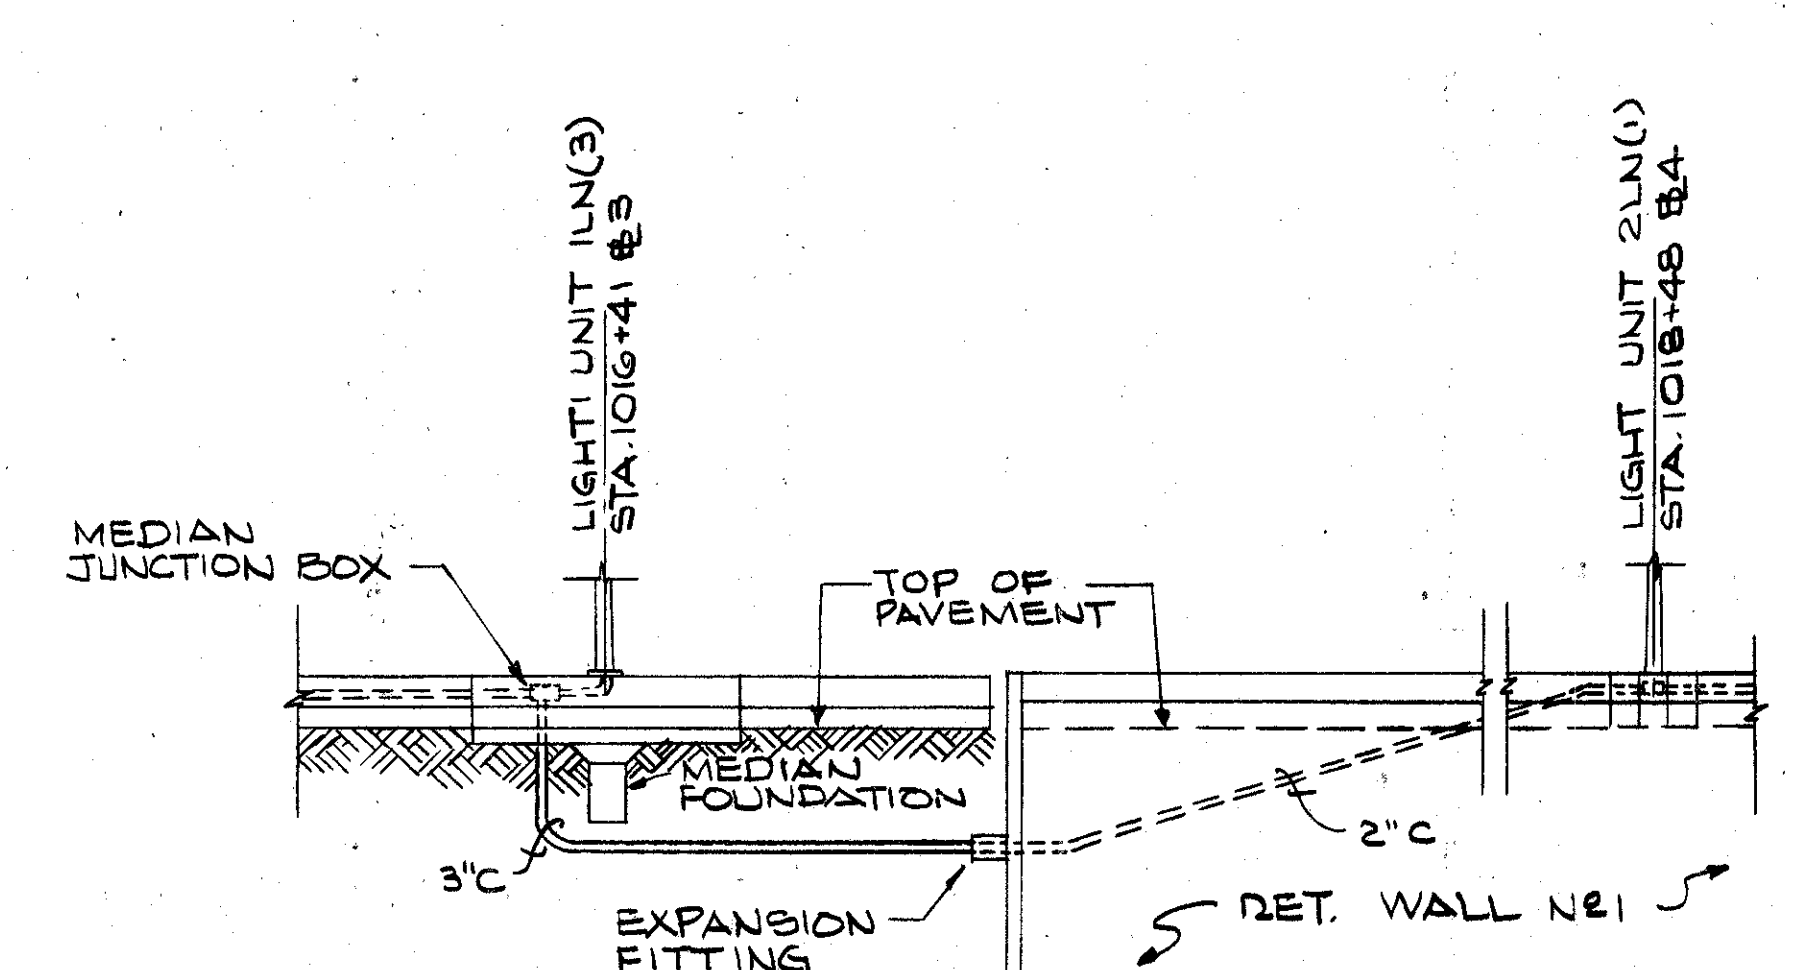 LIGHT1 UNIT 1LN(3)
STA. 1016+41 ℄3
LIGHT UNIT 2LN(1)
STA. 1018+48 ℄4
MEDIAN
JUNCTION BOX
TOP OF
PAVEMENT
MEDIAN
FOUNDATION
3"C
2"C
EXPANSION
FITTING
RET. WALL Nº1